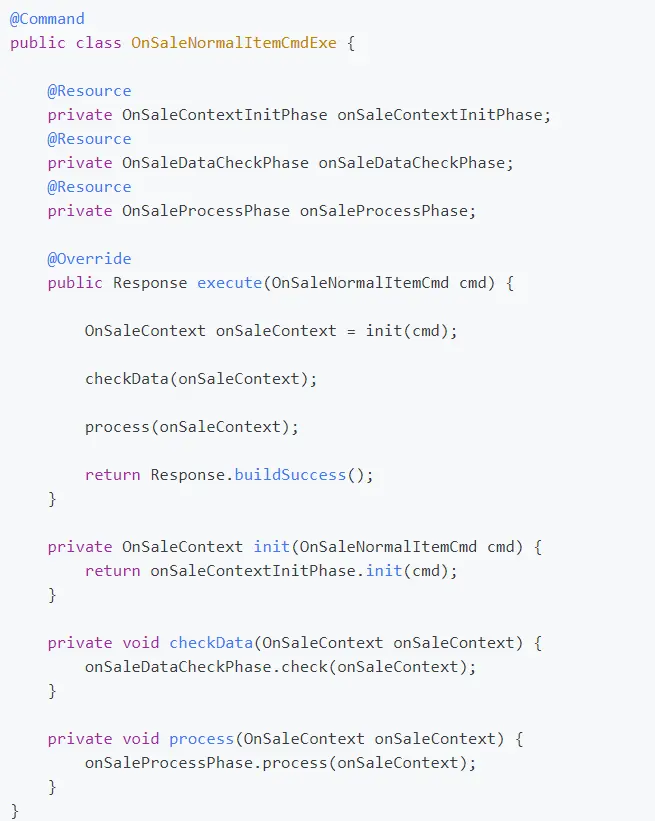 @Command
public class OnSaleNormalItemCmdExe {
@Resource
private OnSaleContextInitPhase onSaleContextInitPhase;
@Resource
private OnSaleDataCheckPhase onSaleDataCheckPhase;
@Resource
private OnSaleProcessPhase onSaleProcessPhase;
@Override
public Response execute(OnSaleNormalItemCmd cmd) {
OnSaleContext onSaleContext = init(cmd);
checkData(onSaleContext);
process(onSaleContext);
return Response.buildSuccess();
}
private OnSaleContext init(OnSaleNormalItemCmd cmd) {
return onSaleContextInitPhase.init(cmd);
}
private void checkData(OnSaleContext onSaleContext) {
onSaleDataCheckPhase.check(onSaleContext);
}
private void process(OnSaleContext onSaleContext) {
onSaleProcessPhase.process(onSaleContext);
}
}